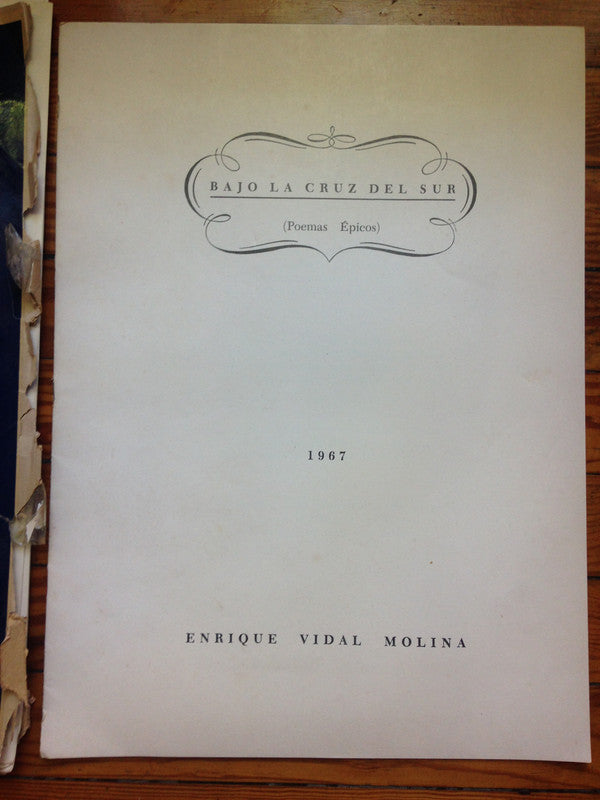 BAJO LA CRUZ DEL SUR
(Poemas Épicos)
1967
ENRIQUE VIDAL MOLINA